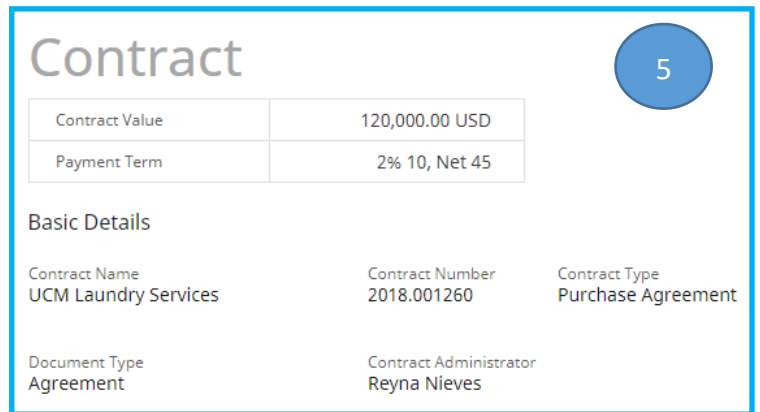 Contract
5
Contract Value 120,000.00 USD
Payment Term 2% 10, Net 45
Basic Details
Contract Name Contract Number Contract Type
UCM Laundry Services 2018.001260 Purchase Agreement
Document Type Contract Administrator
Agreement Reyna Nieves